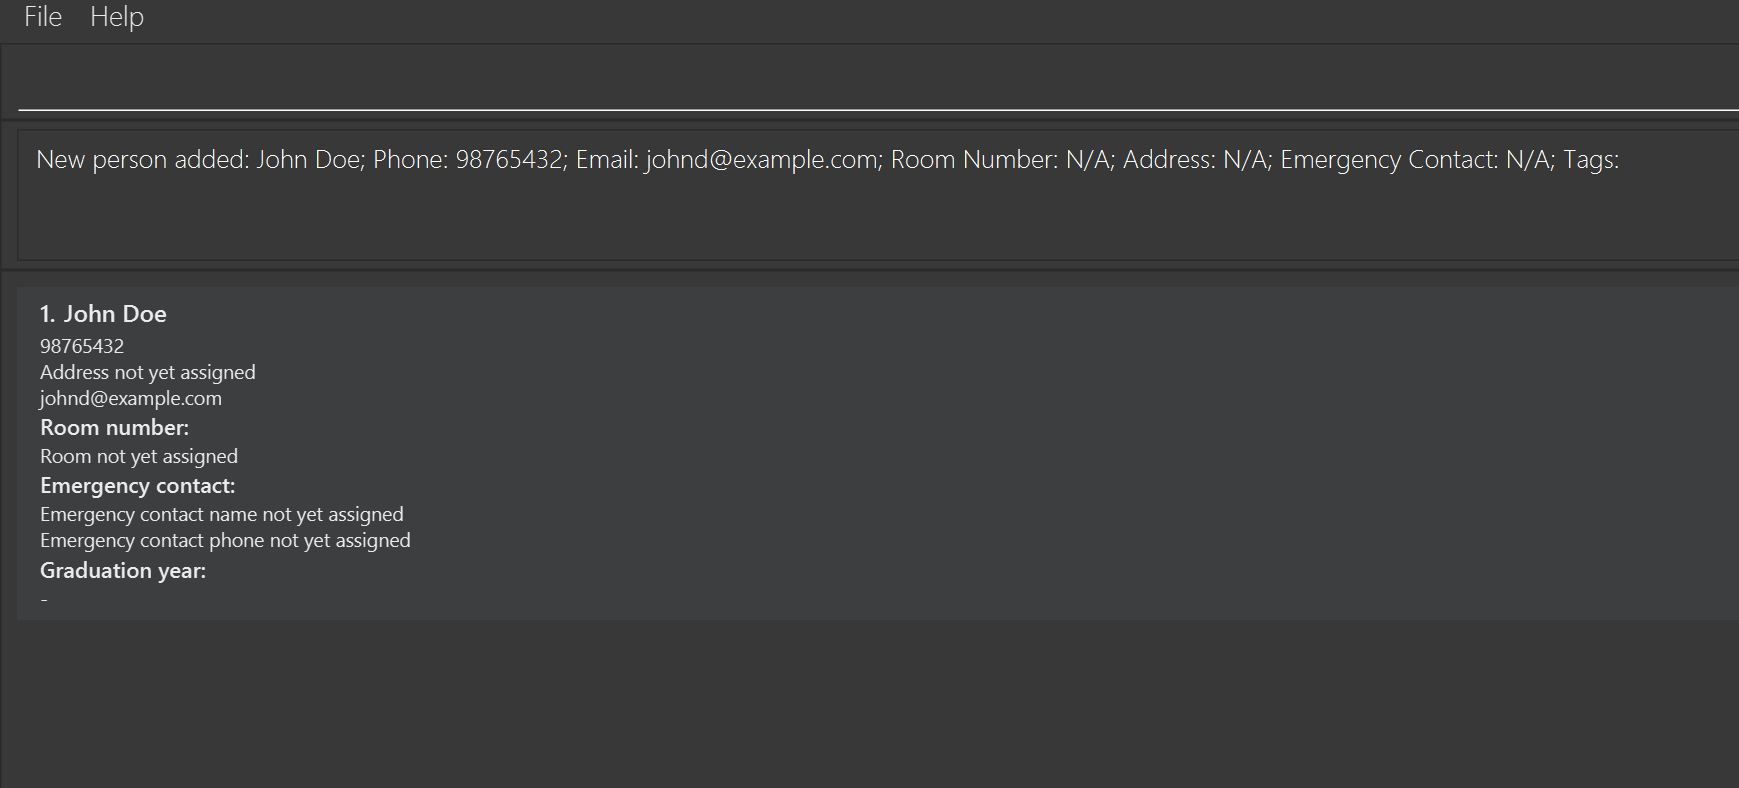 File Help
New person added: John Doe; Phone: 98765432; Email: johnd@example.com; Room Number: N/A; Address: N/A; Emergency Contact: N/A; Tags:
1. John Doe
98765432
Address not yet assigned
johnd@example.com
Room number:
Room not yet assigned
Emergency contact:
Emergency contact name not yet assigned
Emergency contact phone not yet assigned
Graduation year:
-